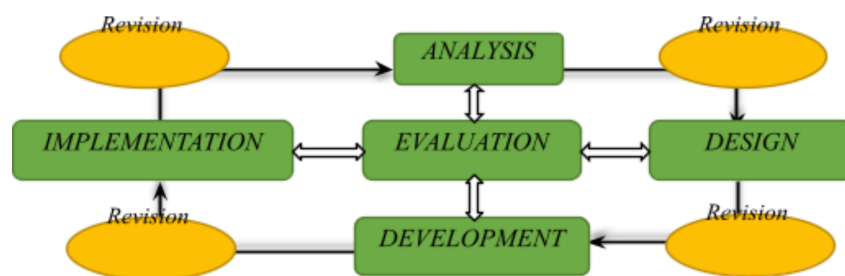 Revision
Revision
ANALYSIS
IMPLEMENTATION
EVALUATION
DESIGN
Revision
Revision
DEVELOPMENT